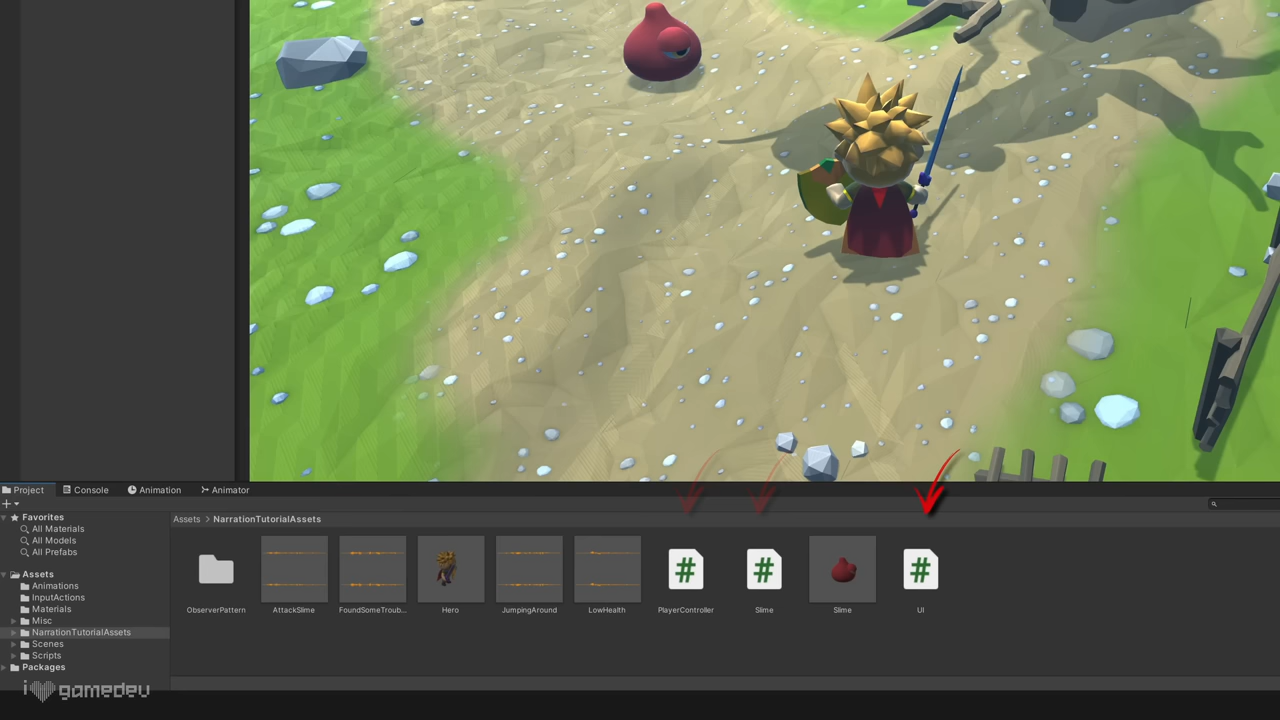 Project Console Animation Animator
Favorites
All Materials
All Models
All Prefabs
Assets
Animations
InputActions
Materials
Misc
NarrationTutorialAssets
Scenes
Scripts
Packages
Assets > NarrationTutorialAssets
ObserverPattern AttackSlime FoundSomeTroub... Hero JumpingAround LowHealth PlayerController Slime Slime UI
# # #
i gamedev